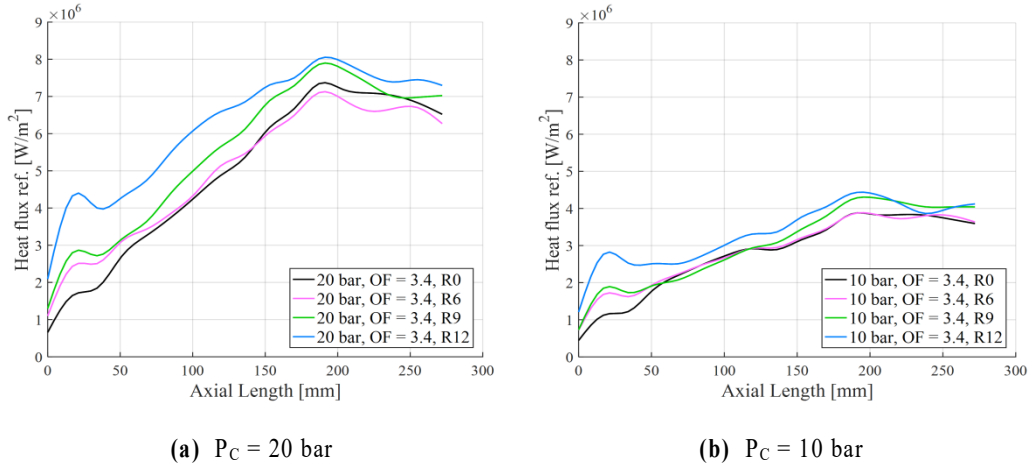 ×10⁶
9
8
7
6
5
4
3
2
1
0
Heat flux ref. [W/m²]
0 50 100 150 200 250 300
Axial Length [mm]
20 bar, OF = 3.4, R0
20 bar, OF = 3.4, R6
20 bar, OF = 3.4, R9
20 bar, OF = 3.4, R12
(a) P_C = 20 bar
×10⁶
9
8
7
6
5
4
3
2
1
0
Heat flux ref. [W/m²]
0 50 100 150 200 250 300
Axial Length [mm]
10 bar, OF = 3.4, R0
10 bar, OF = 3.4, R6
10 bar, OF = 3.4, R9
10 bar, OF = 3.4, R12
(b) P_C = 10 bar